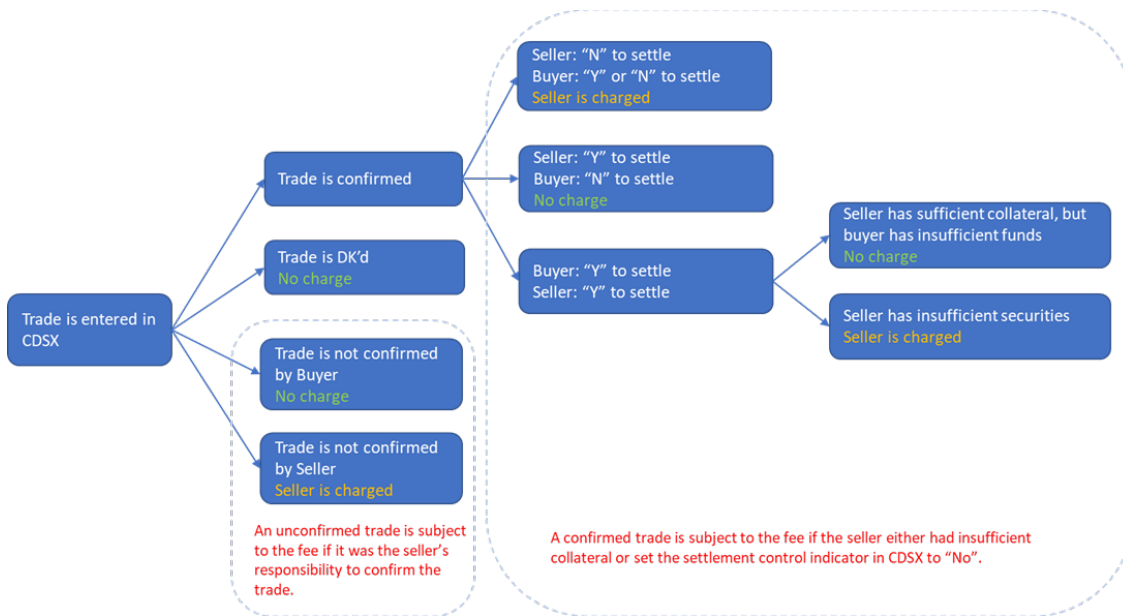 Trade is entered in
CDSX
Trade is confirmed
Trade is DK’d
No charge
Trade is not confirmed
by Buyer
No charge
Trade is not confirmed
by Seller
Seller is charged
An unconfirmed trade is subject
to the fee if it was the seller’s
responsibility to confirm the
trade.
Seller: “N” to settle
Buyer: “Y” or “N” to settle
Seller is charged
Seller: “Y” to settle
Buyer: “N” to settle
No charge
Buyer: “Y” to settle
Seller: “Y” to settle
Seller has sufficient collateral, but
buyer has insufficient funds
No charge
Seller has insufficient securities
Seller is charged
A confirmed trade is subject to the fee if the seller either had insufficient
collateral or set the settlement control indicator in CDSX to “No”.